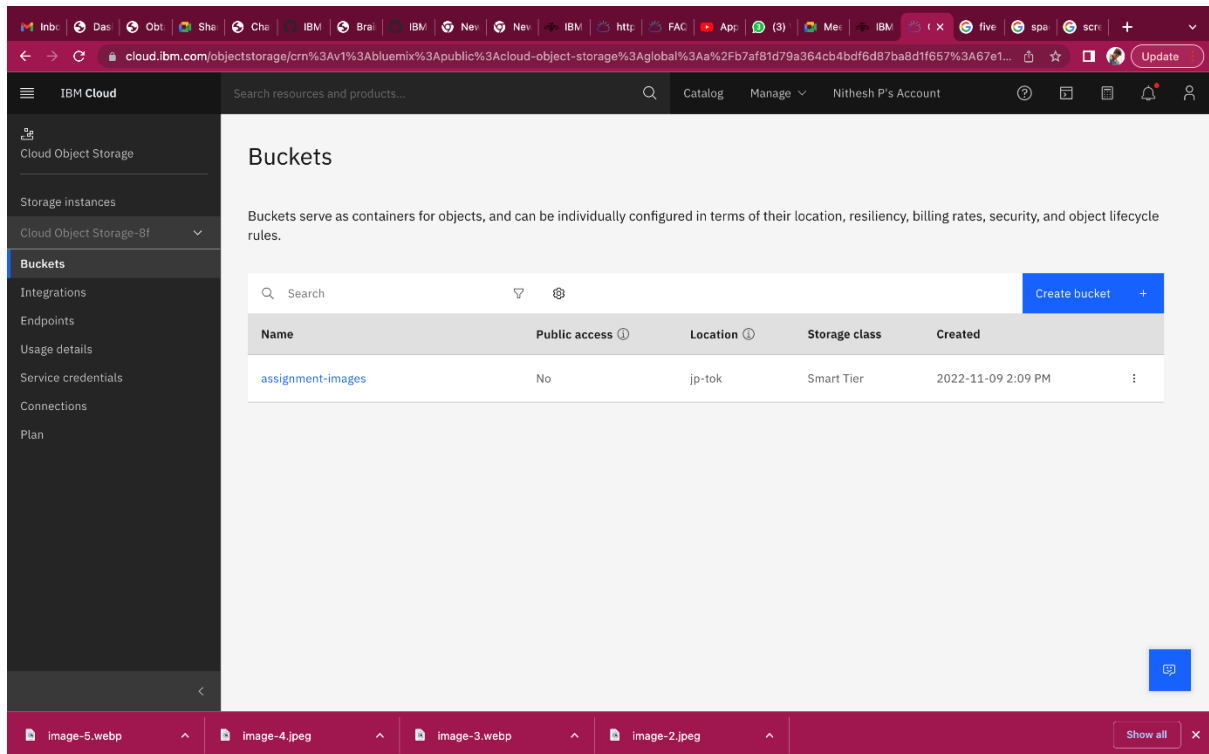 Inbo Das Obta Sha Cha IBM Brai IBM Nev Nev IBM http FAQ App (3) Mee IBM five spa scre
cloud.ibm.com/objectstorage/crn%3Av1%3Abluemix%3Apublic%3Acloud-object-storage%3Aglobal%3Aa%2Fb7af81d79a364cb4bdf6d87ba8d1f657%3A67e1... Update
IBM Cloud Search resources and products... Catalog Manage Nithesh P's Account
Cloud Object Storage
Storage instances
Cloud Object Storage-8f
Buckets
Integrations
Endpoints
Usage details
Service credentials
Connections
Plan
Buckets
Buckets serve as containers for objects, and can be individually configured in terms of their location, resiliency, billing rates, security, and object lifecycle
rules.
Search Create bucket +
Name Public access Location Storage class Created
assignment-images No jp-tok Smart Tier 2022-11-09 2:09 PM
image-5.webp image-4.jpeg image-3.webp image-2.jpeg Show all